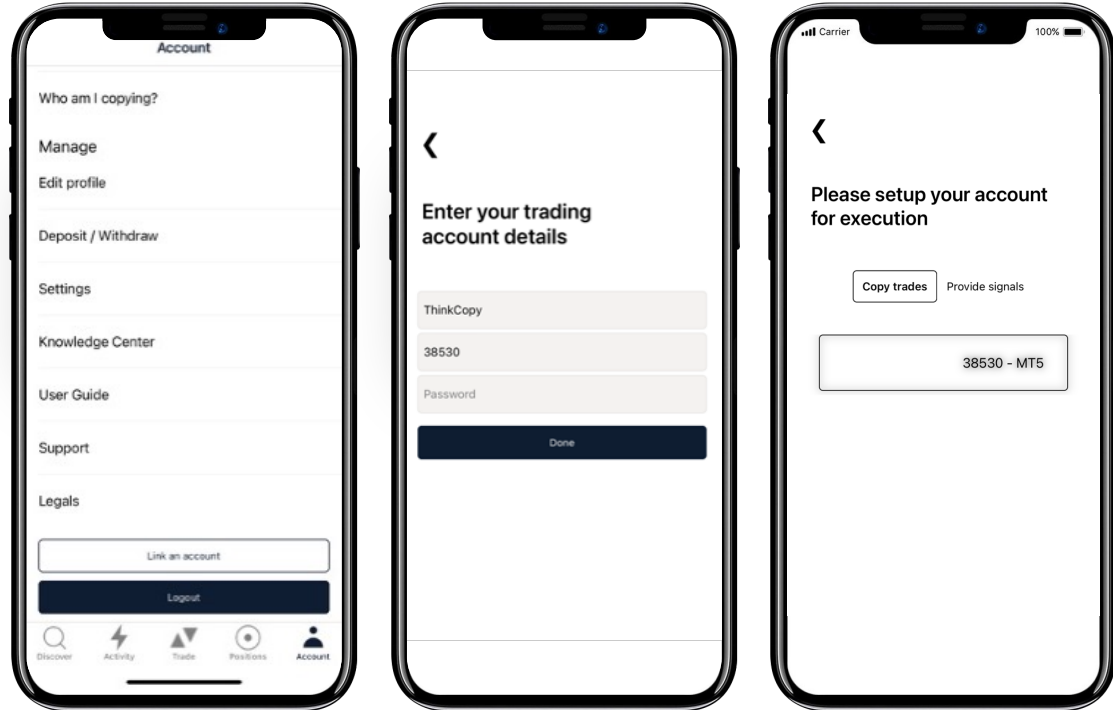 Account
Who am I copying?
Manage
Edit profile
Deposit / Withdraw
Settings
Knowledge Center
User Guide
Support
Legals
Link an account
Logout
Discover Activity Trade Positions Account
Enter your trading
account details
ThinkCopy
38530
Password
Done
Carrier 100%
Please setup your account
for execution
Copy trades Provide signals
38530 - MT5